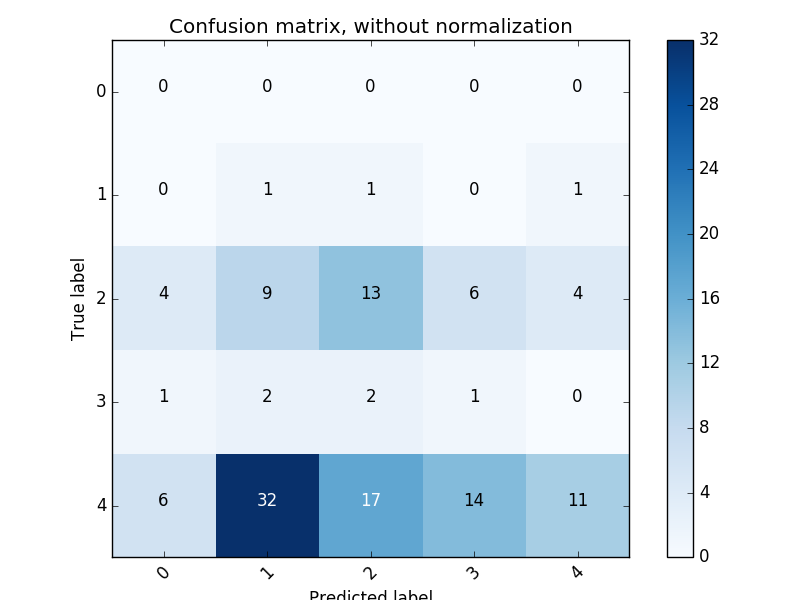 Confusion matrix, without normalization
32
0 0 0 0 0 0
28
24
1 0 1 1 0 1
20
True label
2 4 9 13 6 4
16
12
3 1 2 2 1 0
8
4 6 32 17 14 11
4
0
0 1 2 3 4
Predicted label